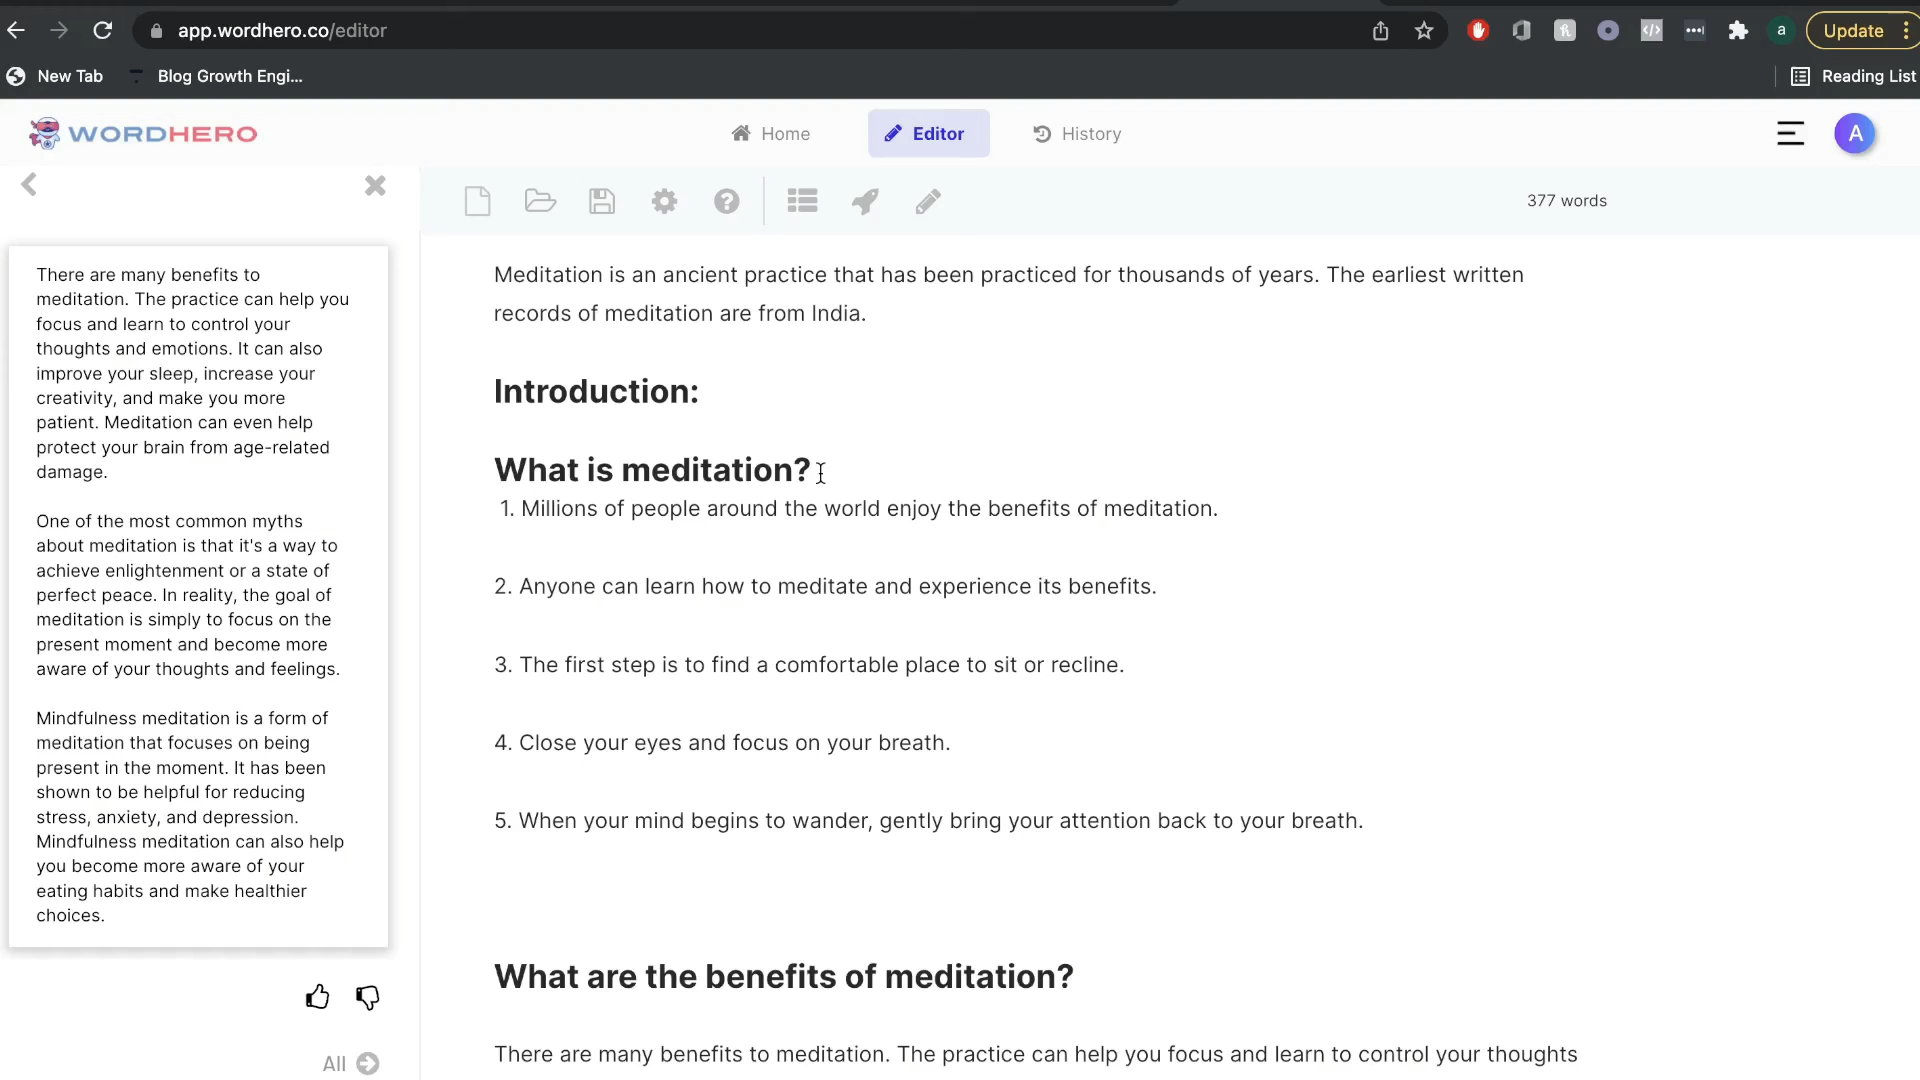 app.wordhero.co/editor
a
Update
New Tab
Blog Growth Engi...
Reading List
WORDHERO
Home
Editor
History
A
377 words
There are many benefits to
meditation. The practice can help you
focus and learn to control your
thoughts and emotions. It can also
improve your sleep, increase your
creativity, and make you more
patient. Meditation can even help
protect your brain from age-related
damage.
One of the most common myths
about meditation is that it's a way to
achieve enlightenment or a state of
perfect peace. In reality, the goal of
meditation is simply to focus on the
present moment and become more
aware of your thoughts and feelings.
Mindfulness meditation is a form of
meditation that focuses on being
present in the moment. It has been
shown to be helpful for reducing
stress, anxiety, and depression.
Mindfulness meditation can also help
you become more aware of your
eating habits and make healthier
choices.
All
Meditation is an ancient practice that has been practiced for thousands of years. The earliest written
records of meditation are from India.
Introduction:
What is meditation?
1. Millions of people around the world enjoy the benefits of meditation.
2. Anyone can learn how to meditate and experience its benefits.
3. The first step is to find a comfortable place to sit or recline.
4. Close your eyes and focus on your breath.
5. When your mind begins to wander, gently bring your attention back to your breath.
What are the benefits of meditation?
There are many benefits to meditation. The practice can help you focus and learn to control your thoughts